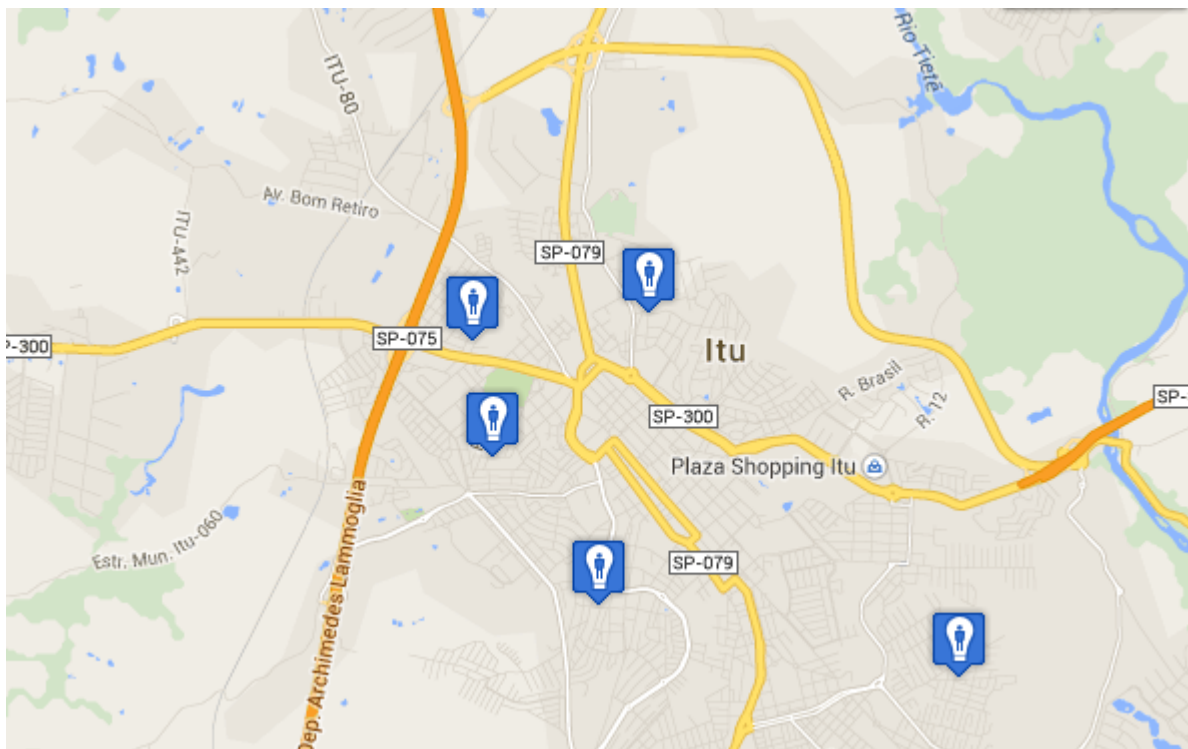 Rio Tietê
ITU-80
Av. Bom Retiro
ITU-442
SP-079
SP-075
P-300
Itu
R. Brasil
R. 12
SP-
SP-300
Plaza Shopping Itu
Estr. Mun. Itu-060
SP-079
Dep. Archimedes Lammoglia